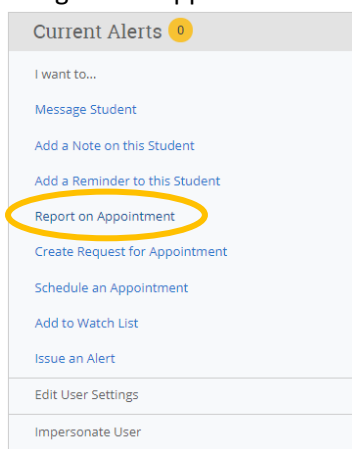 Current Alerts 0
I want to...
Message Student
Add a Note on this Student
Add a Reminder to this Student
Report on Appointment
Create Request for Appointment
Schedule an Appointment
Add to Watch List
Issue an Alert
Edit User Settings
Impersonate User